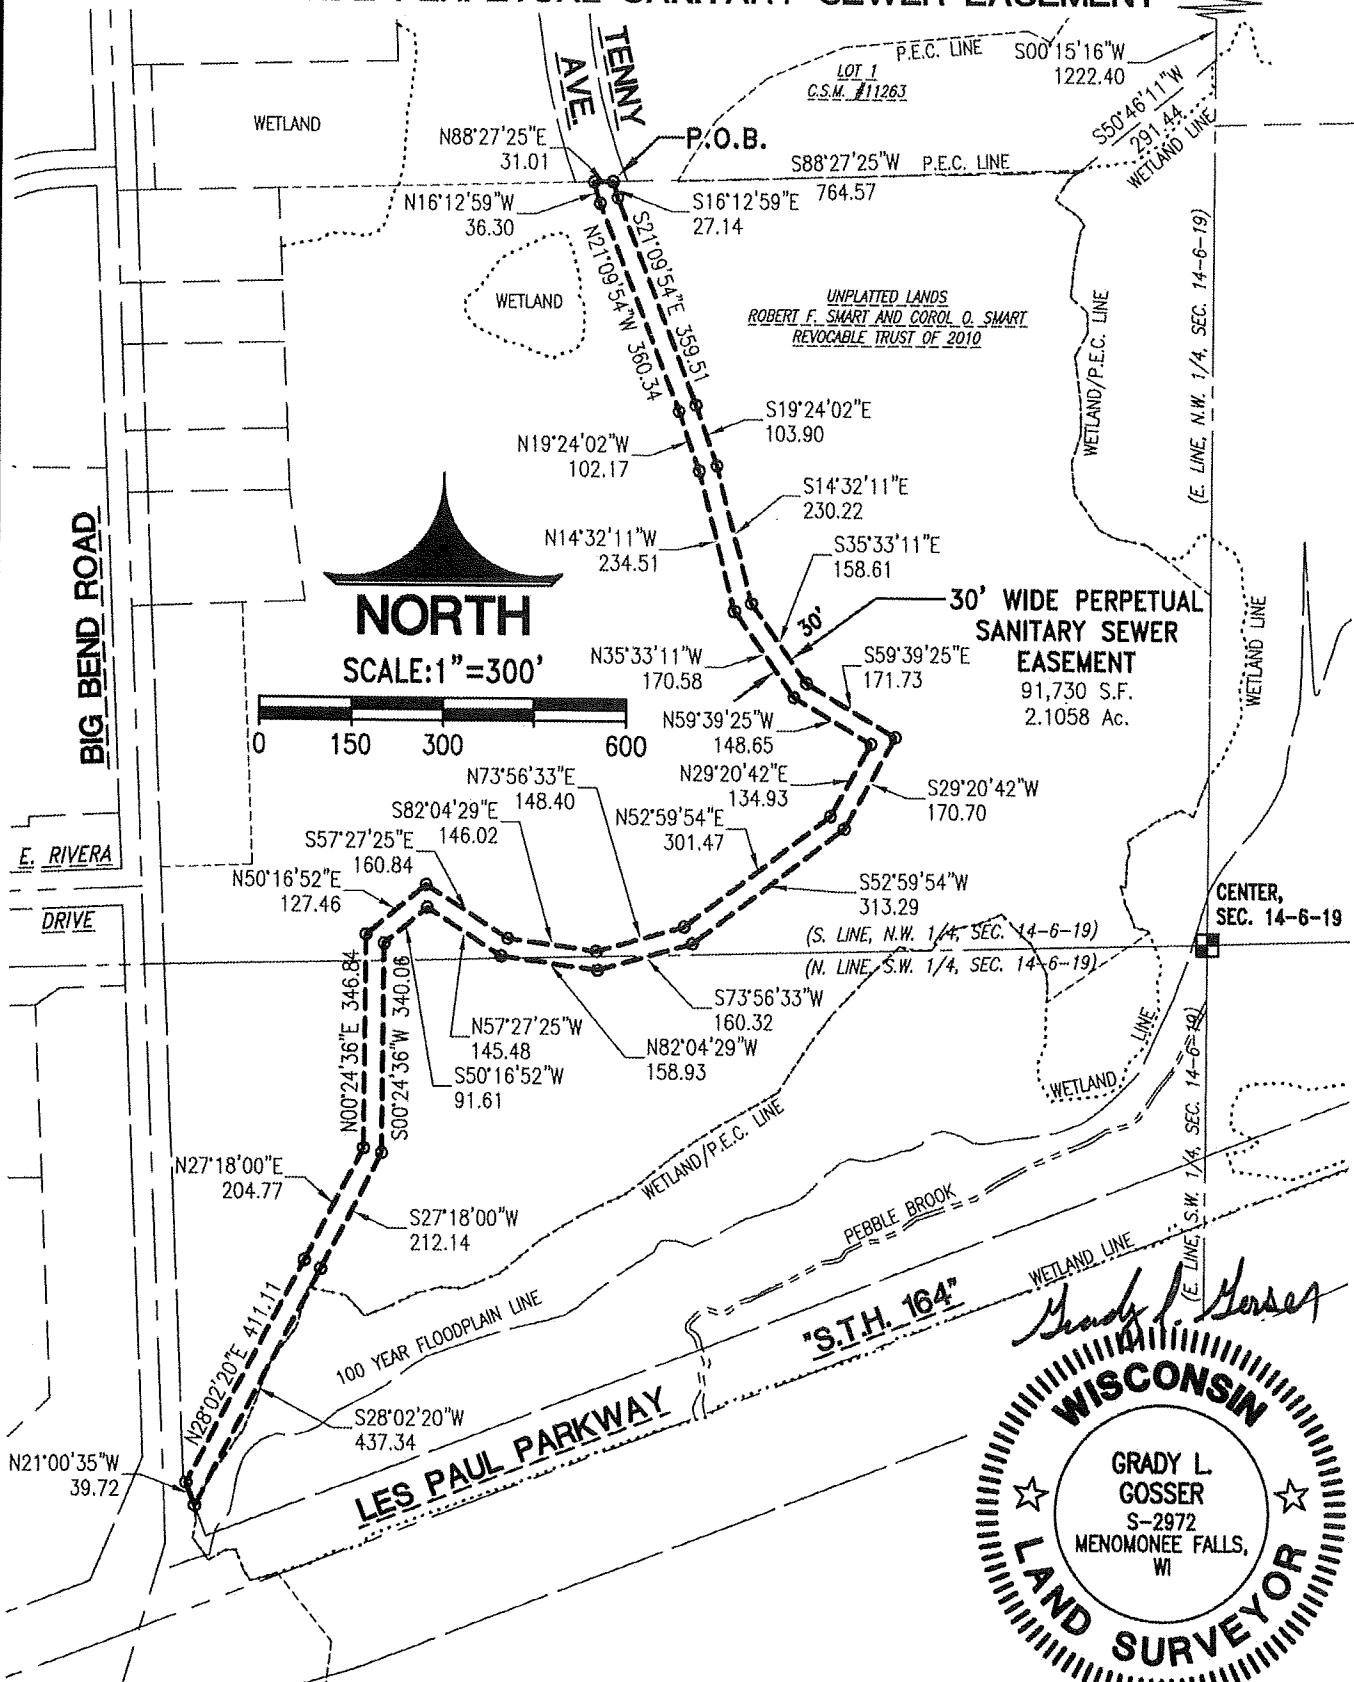 PERPETUAL SANITARY SEWER EASEMENT
TENNY
AVE.
P.E.C. LINE
S00°15'16"W
1222.40
LOT 1
C.S.M. #11263
S50°46'11"W
291.44
WETLAND LINE
WETLAND
N88°27'25"E
31.01
P.O.B.
S88°27'25"W
764.57
P.E.C. LINE
N16°12'59"W
36.30
S16°12'59"E
27.14
N21°09'54"W 360.34
S21°09'54"E 359.51
WETLAND
UNPLATTED LANDS
ROBERT F. SMART AND COROL O. SMART
REVOCABLE TRUST OF 2010
WETLAND/P.E.C. LINE
(E. LINE, N.W. 1/4, SEC. 14-6-19)
S19°24'02"E
103.90
N19°24'02"W
102.17
S14°32'11"E
230.22
N14°32'11"W
234.51
S35°33'11"E
158.61
BIG BEND ROAD
NORTH
SCALE:1"=300'
0 150 300 600
30'
30' WIDE PERPETUAL
SANITARY SEWER
EASEMENT
91,730 S.F.
2.1058 Ac.
WETLAND LINE
N35°33'11"W
170.58
S59°39'25"E
171.73
N59°39'25"W
148.65
N29°20'42"E
134.93
S29°20'42"W
170.70
N73°56'33"E
148.40
S82°04'29"E
146.02
N52°59'54"E
301.47
S57°27'25"E
160.84
E. RIVERA
DRIVE
N50°16'52"E
127.46
S52°59'54"W
313.29
CENTER,
SEC. 14-6-19
(S. LINE, N.W. 1/4, SEC. 14-6-19)
(N. LINE, S.W. 1/4, SEC. 14-6-19)
N00°24'36"E 346.84
S00°24'36"W 340.06
S73°56'33"W
160.32
N57°27'25"W
145.48
N82°04'29"W
158.93
S50°16'52"W
91.61
WETLAND LINE
(E. LINE, S.W. 1/4, SEC. 14-6-19)
WETLAND/P.E.C. LINE
N27°18'00"E
204.77
S27°18'00"W
212.14
PEBBLE BROOK
WETLAND LINE
100 YEAR FLOODPLAIN LINE
"S.T.H. 164"
N28°02'20"E 411.11
S28°02'20"W
437.34
N21°00'35"W
39.72
LES PAUL PARKWAY
Grady L. Gosser
WISCONSIN
GRADY L.
GOSSER
S-2972
MENOMONEE FALLS,
WI
LAND SURVEYOR